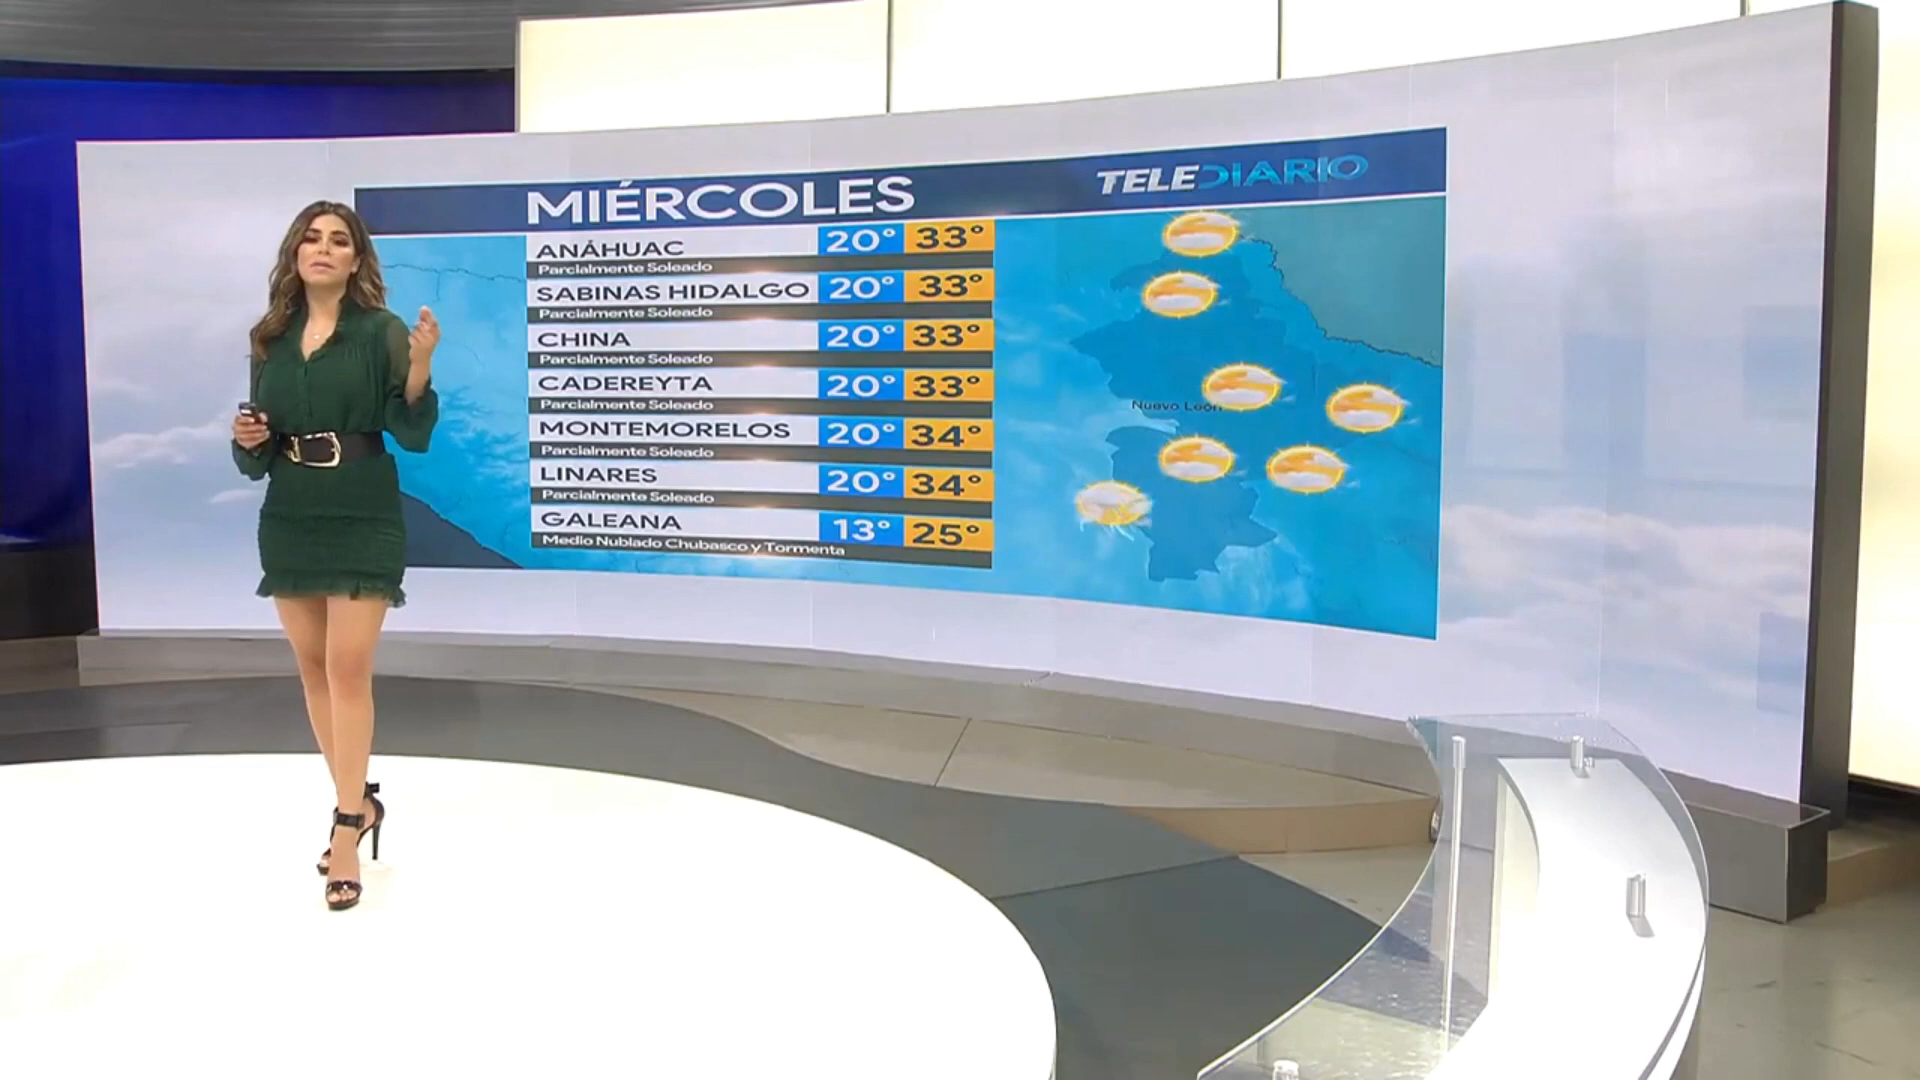 MIÉRCOLES
TELEDIARIO
ANÁHUAC 20° 33°
Parcialmente Soleado
SABINAS HIDALGO 20° 33°
Parcialmente Soleado
CHINA 20° 33°
Parcialmente Soleado
CADEREYTA 20° 33°
Parcialmente Soleado
MONTEMORELOS 20° 34°
Parcialmente Soleado
LINARES 20° 34°
Parcialmente Soleado
GALEANA 13° 25°
Medio Nublado Chubasco y Tormenta
Nuevo León